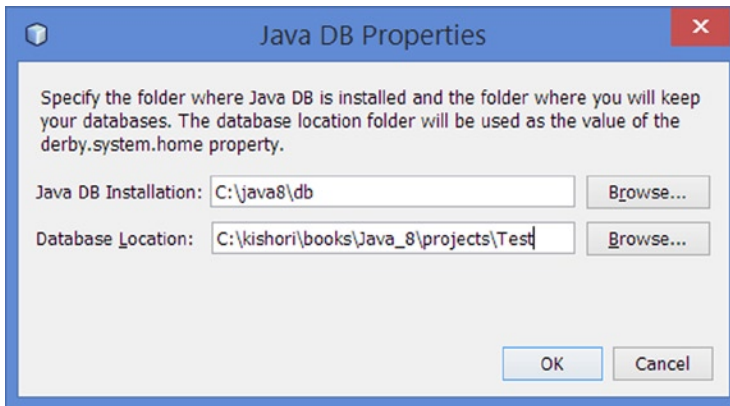 Java DB Properties
Specify the folder where Java DB is installed and the folder where you will keep
your databases. The database location folder will be used as the value of the
derby.system.home property.
Java DB Installation: C:\java8\db Browse...
Database Location: C:\kishori\books\Java_8\projects\Test Browse...
OK Cancel